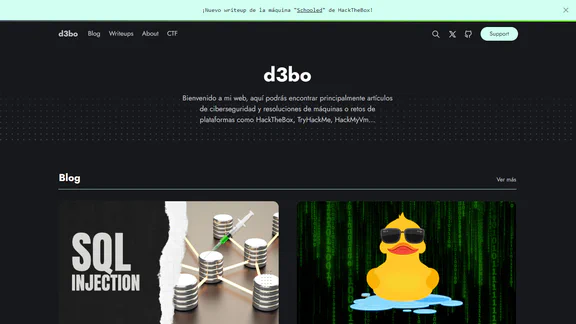 ¡Nuevo writeup de la máquina "Schooled" de HackTheBox!
d3bo Blog Writeups About CTF Support
d3bo
Bienvenido a mi web, aquí podrás encontrar principalmente artículos
de ciberseguridad y resoluciones de máquinas o retos de
plataformas como HackTheBox, TryHackMe, HackMyVm...
Blog Ver más
SQL
INJECTION